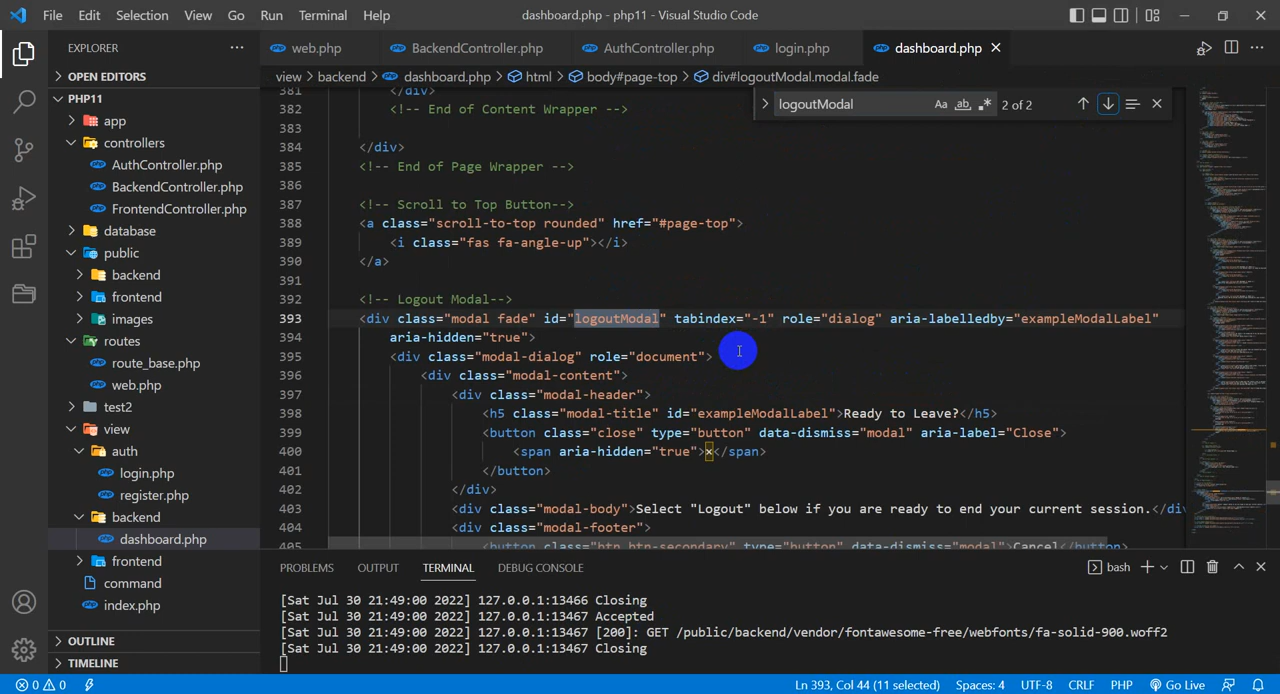 File Edit Selection View Go Run Terminal Help dashboard.php - php11 - Visual Studio Code
EXPLORER
OPEN EDITORS
PHP11
app
controllers
AuthController.php
BackendController.php
FrontendController.php
database
public
backend
frontend
images
routes
route_base.php
web.php
test2
view
auth
login.php
register.php
backend
dashboard.php
frontend
command
index.php
OUTLINE
TIMELINE
web.php BackendController.php AuthController.php login.php dashboard.php
view > backend > dashboard.php > html > body#page-top > div#logoutModal.modal.fade
logoutModal Aa ab 2 of 2
381 </div>
382 <!-- End of Content Wrapper -->
383
384 </div>
385 <!-- End of Page Wrapper -->
386
387 <!-- Scroll to Top Button-->
388 <a class="scroll-to-top rounded" href="#page-top">
389 <i class="fas fa-angle-up"></i>
390 </a>
391
392 <!-- Logout Modal-->
393 <div class="modal fade" id="logoutModal" tabindex="-1" role="dialog" aria-labelledby="exampleModalLabel"
394 aria-hidden="true">
395 <div class="modal-dialog" role="document">
396 <div class="modal-content">
397 <div class="modal-header">
398 <h5 class="modal-title" id="exampleModalLabel">Ready to Leave?</h5>
399 <button class="close" type="button" data-dismiss="modal" aria-label="Close">
400 <span aria-hidden="true">×</span>
401 </button>
402 </div>
403 <div class="modal-body">Select "Logout" below if you are ready to end your current session.</div
404 <div class="modal-footer">
405 <button class="btn btn-secondary" type="button" data-dismiss="modal">Cancel</button>
PROBLEMS OUTPUT TERMINAL DEBUG CONSOLE bash
[Sat Jul 30 21:49:00 2022] 127.0.0.1:13466 Closing
[Sat Jul 30 21:49:00 2022] 127.0.0.1:13467 Accepted
[Sat Jul 30 21:49:00 2022] 127.0.0.1:13467 [200]: GET /public/backend/vendor/fontawesome-free/webfonts/fa-solid-900.woff2
[Sat Jul 30 21:49:00 2022] 127.0.0.1:13467 Closing
0 0 Ln 393, Col 44 (11 selected) Spaces: 4 UTF-8 CRLF PHP Go Live